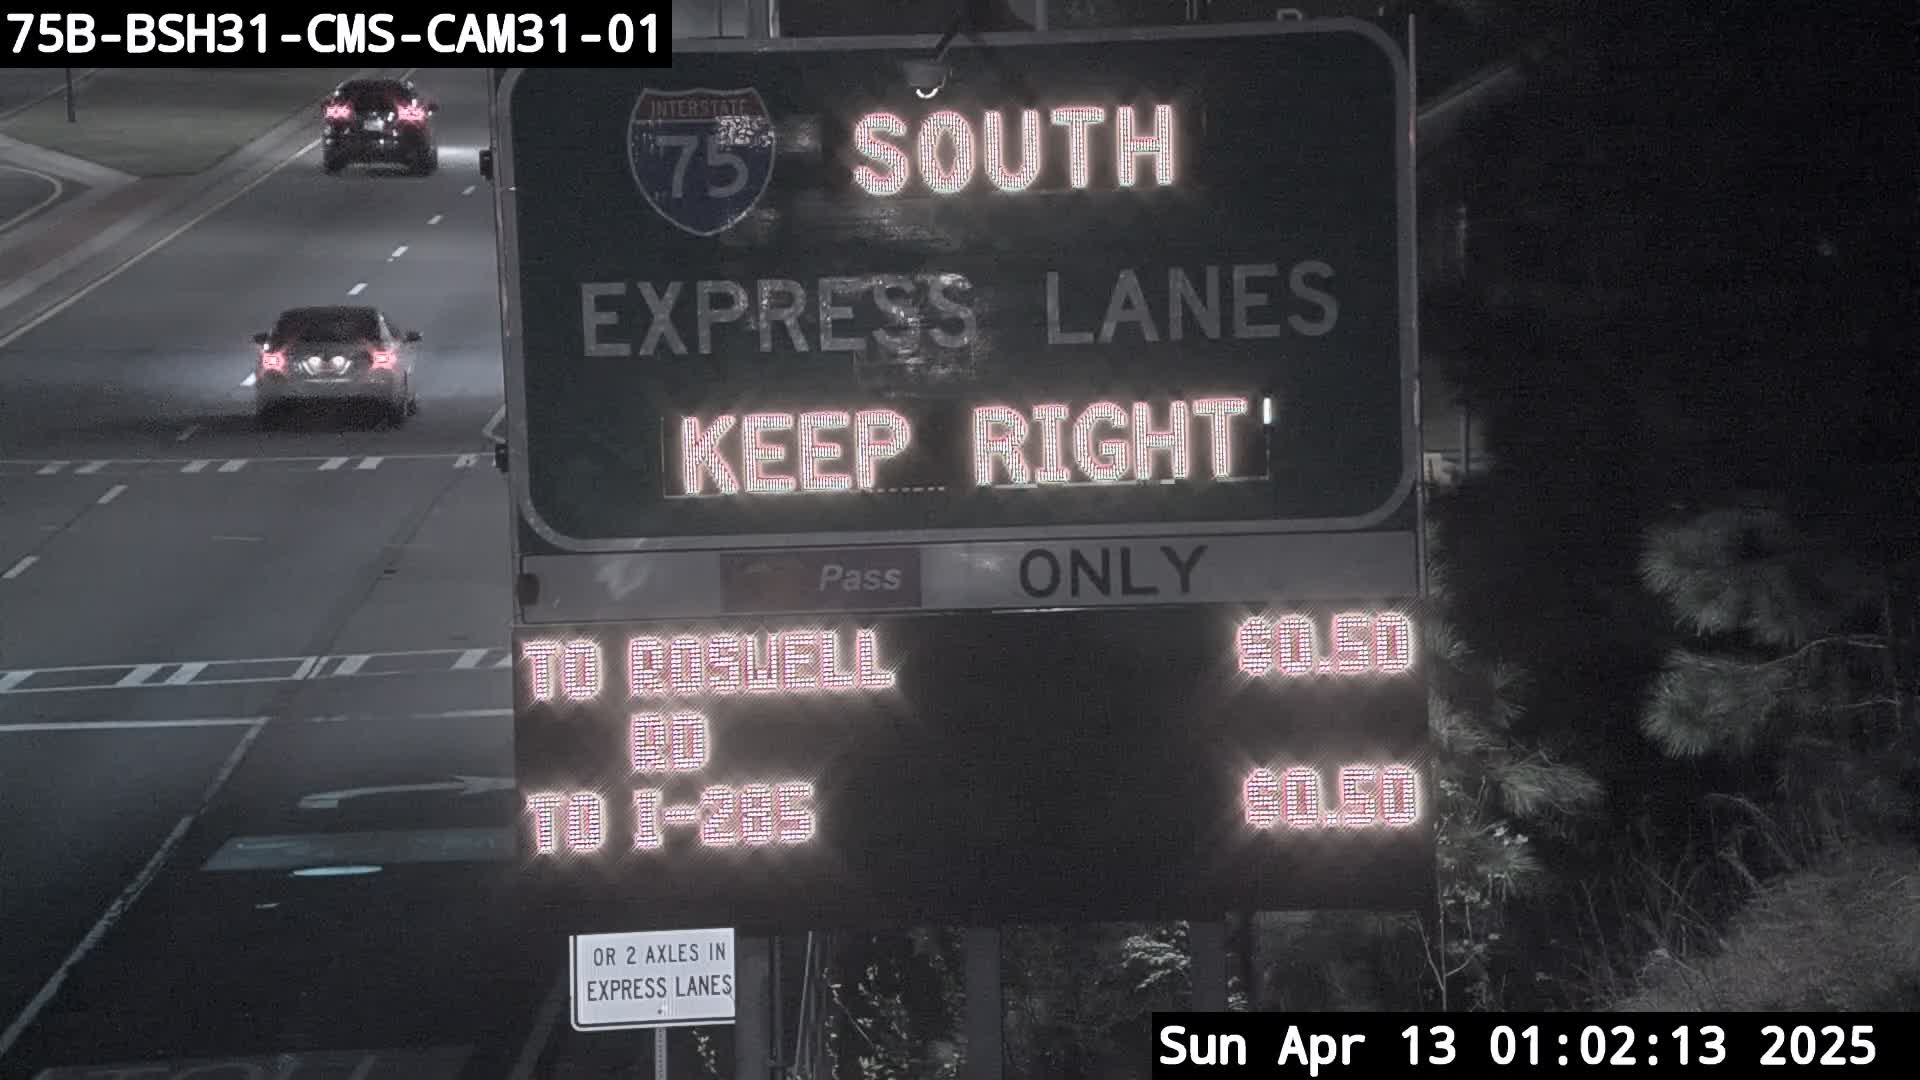 75B-BSH31-CMS-CAM31-01
INTERSTATE
75
SOUTH
EXPRESS LANES
KEEP RIGHT
Pass ONLY
TO ROSWELL $0.50
RD
TO I-285 $0.50
OR 2 AXLES IN
EXPRESS LANES
Sun Apr 13 01:02:13 2025